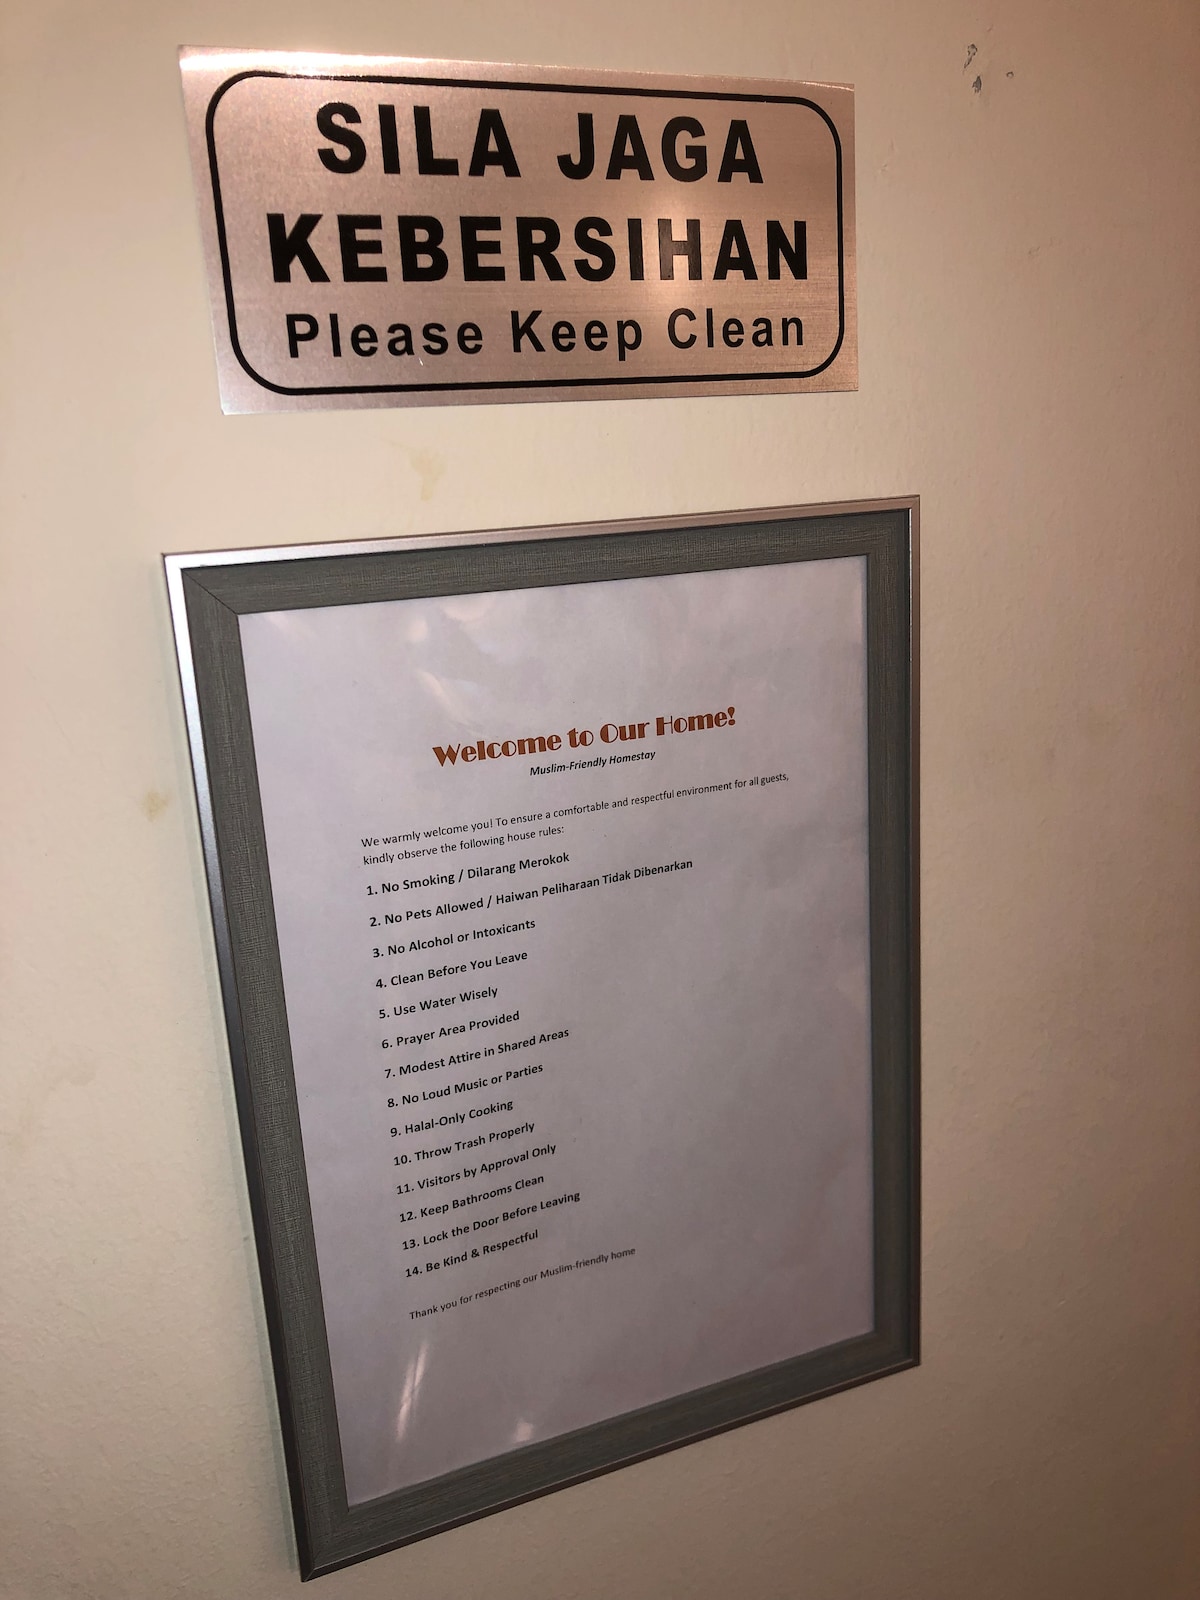 SILA JAGA
KEBERSIHAN
Please Keep Clean
Welcome to Our Home!
Muslim-Friendly Homestay
We warmly welcome you! To ensure a comfortable and respectful environment for all guests,
kindly observe the following house rules:
1. No Smoking / Dilarang Merokok
2. No Pets Allowed / Haiwan Peliharaan Tidak Dibenarkan
3. No Alcohol or Intoxicants
4. Clean Before You Leave
5. Use Water Wisely
6. Prayer Area Provided
7. Modest Attire in Shared Areas
8. No Loud Music or Parties
9. Halal-Only Cooking
10. Throw Trash Properly
11. Visitors by Approval Only
12. Keep Bathrooms Clean
13. Lock the Door Before Leaving
14. Be Kind & Respectful
Thank you for respecting our Muslim-friendly home